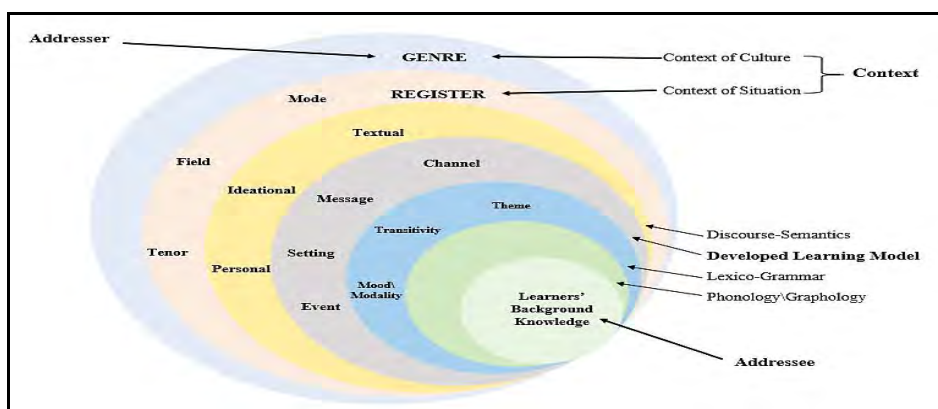 Addresser
GENRE
Context of Culture
Context
Mode
REGISTER
Context of Situation
Textual
Field
Channel
Ideational
Message
Theme
Transitivity
Discourse-Semantics
Tenor
Setting
Developed Learning Model
Personal
Lexico-Grammar
Mood\
Modality
Phonology\Graphology
Event
Learners'
Background
Knowledge
Addressee